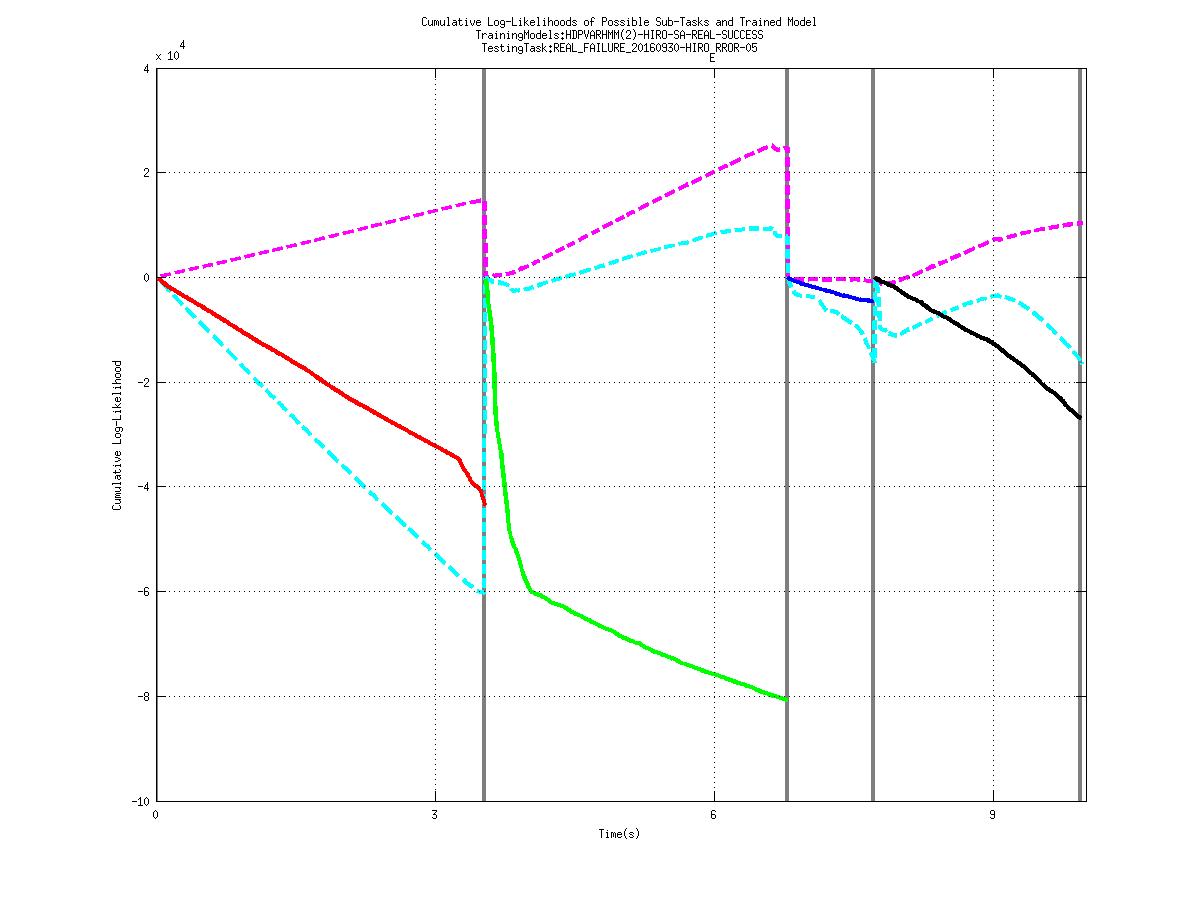 Cumulative Log-Likelihoods of Possible Sub-Tasks and Trained Model
TrainingModels:HDPVARHMM(2)-HIRO-SA-REAL-SUCCESS
TestingTask:REAL_FAILURE_20160930-HIRO_RROR-05
E
x 10^4
4
2
0
-2
-4
-6
-8
-10
Cumulative Log-Likelihood
0 3 6 9
Time(s)